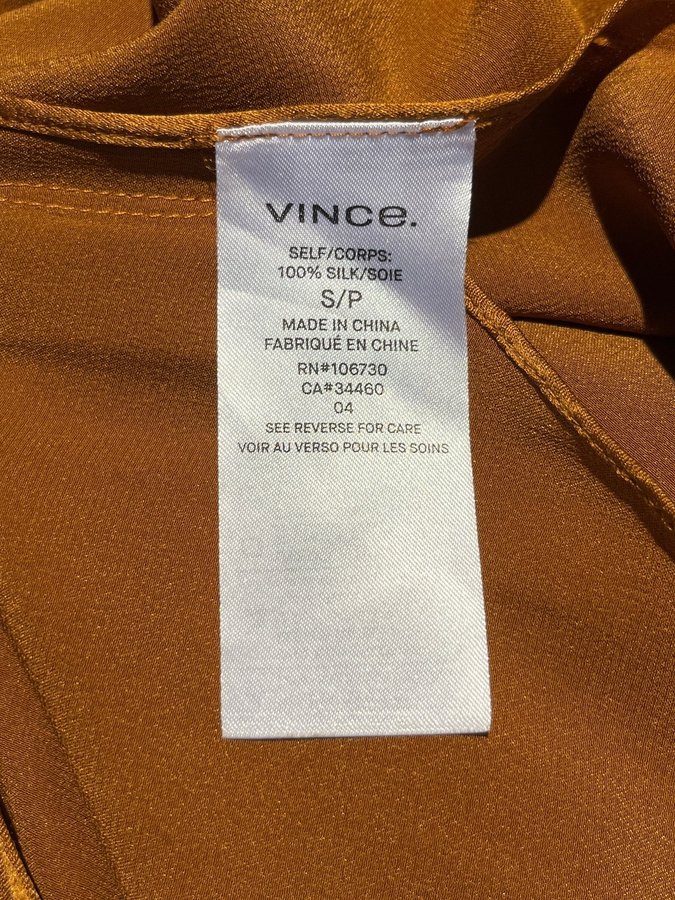 VINCe.
SELF/CORPS:
100% SILK/SOIE
S/P
MADE IN CHINA
FABRIQUÉ EN CHINE
RN#106730
CA#34460
04
SEE REVERSE FOR CARE
VOIR AU VERSO POUR LES SOINS